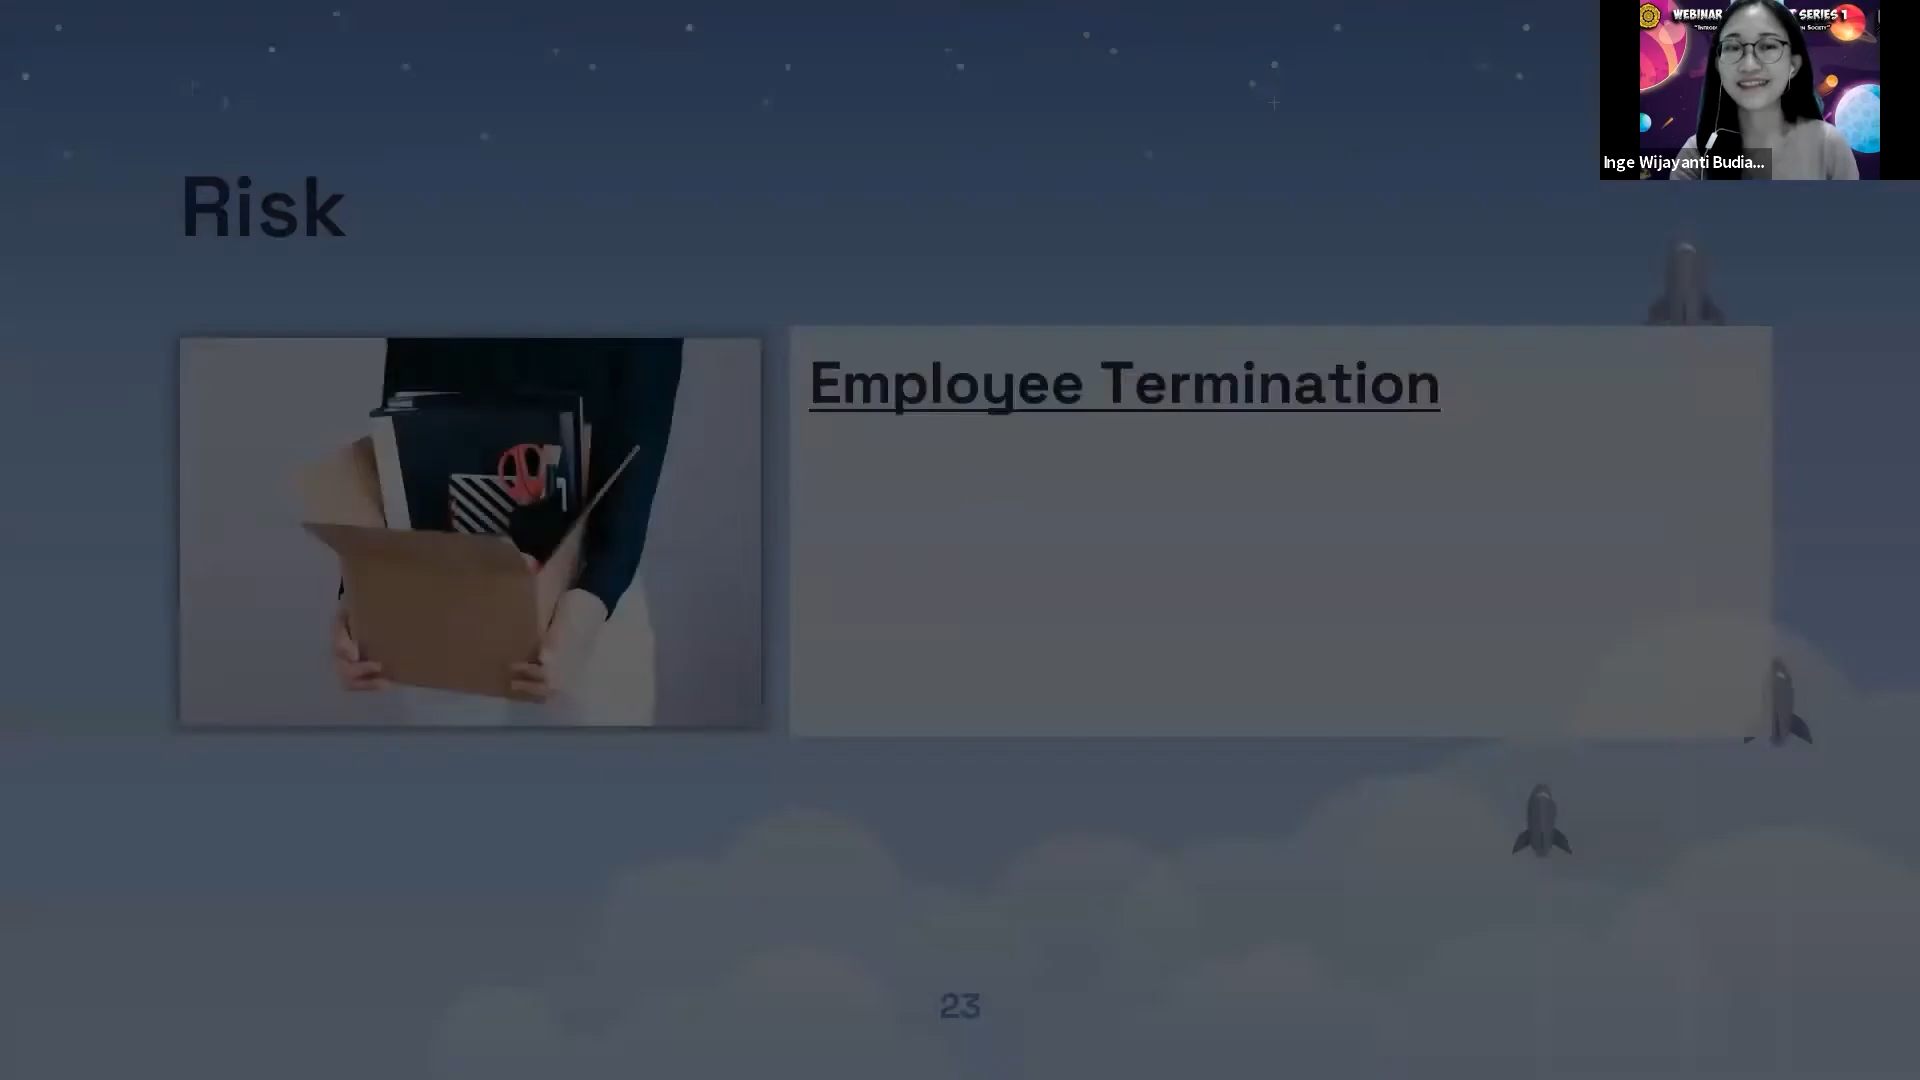 WEBINAR
T SERIES 1
Inge Wijayanti Budia...
Risk
Employee Termination
23